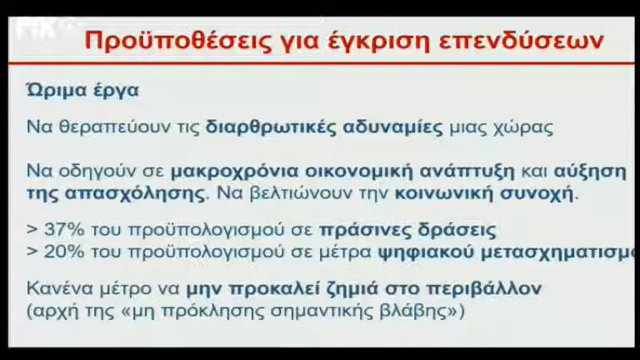 Προϋποθέσεις για έγκριση επενδύσεων
Ώριμα έργα
Να θεραπεύουν τις διαρθρωτικές αδυναμίες μιας χώρας
Να οδηγούν σε μακροχρόνια οικονομική ανάπτυξη και αύξηση
της απασχόλησης. Να βελτιώνουν την κοινωνική συνοχή.
> 37% του προϋπολογισμού σε πράσινες δράσεις
> 20% του προϋπολογισμού σε μέτρα ψηφιακού μετασχηματισμο
Κανένα μέτρο να μην προκαλεί ζημιά στο περιβάλλον
(αρχή της «μη πρόκλησης σημαντικής βλάβης»)